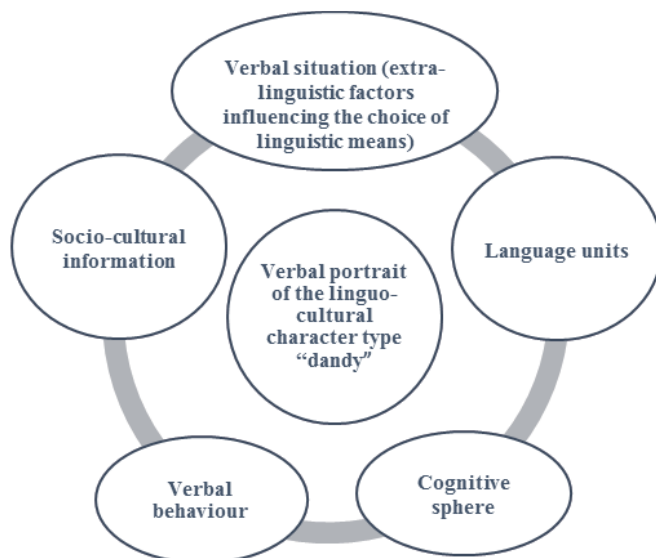 Verbal situation (extra-
linguistic factors
influencing the choice of
linguistic means)
Socio-cultural
information
Language units
Verbal portrait
of the linguo-
cultural
character type
“dandy”
Verbal
behaviour
Cognitive
sphere